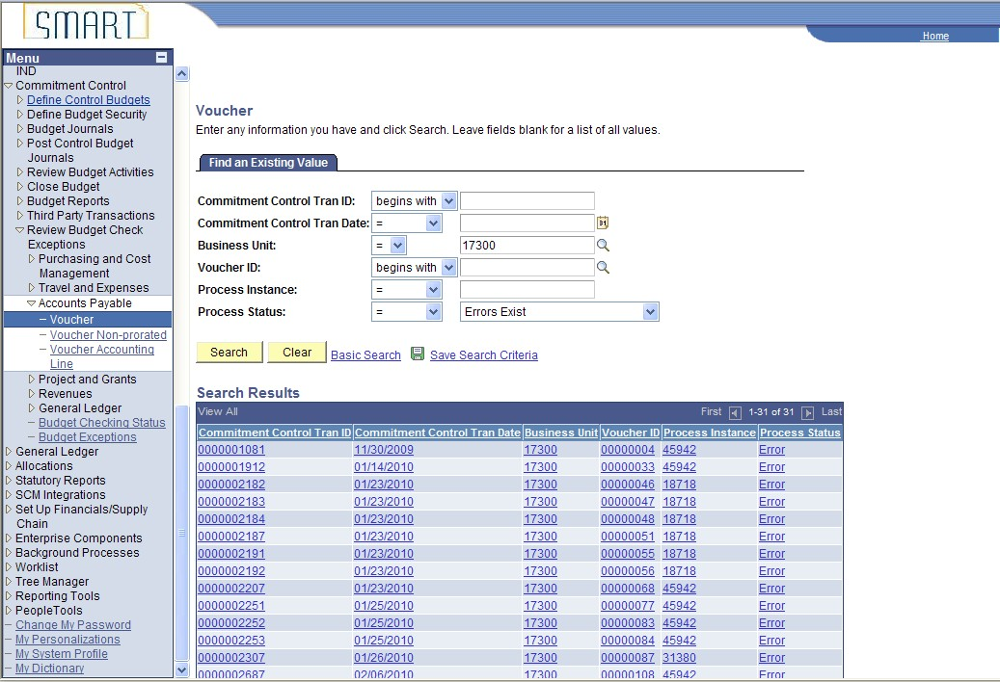 SMART
Home
Menu
IND
Commitment Control
Define Control Budgets
Define Budget Security
Budget Journals
Post Control Budget
Journals
Review Budget Activities
Close Budget
Budget Reports
Third Party Transactions
Review Budget Check
Exceptions
Purchasing and Cost
Management
Travel and Expenses
Accounts Payable
Voucher
Voucher Non-prorated
Voucher Accounting
Line
Project and Grants
Revenues
General Ledger
Budget Checking Status
Budget Exceptions
General Ledger
Allocations
Statutory Reports
SCM Integrations
Set Up Financials/Supply
Chain
Enterprise Components
Background Processes
Worklist
Tree Manager
Reporting Tools
PeopleTools
Change My Password
My Personalizations
My System Profile
My Dictionary
Voucher
Enter any information you have and click Search. Leave fields blank for a list of all values.
Find an Existing Value
Commitment Control Tran ID: begins with
Commitment Control Tran Date: = 31
Business Unit: = 17300
Voucher ID: begins with
Process Instance: =
Process Status: = Errors Exist
Search Clear Basic Search Save Search Criteria
Search Results
View All First 1-31 of 31 Last
Commitment Control Tran ID Commitment Control Tran Date Business Unit Voucher ID Process Instance Process Status
0000001081 11/30/2009 17300 00000004 45942 Error
0000001912 01/14/2010 17300 00000033 45942 Error
0000002182 01/23/2010 17300 00000046 18718 Error
0000002183 01/23/2010 17300 00000047 18718 Error
0000002184 01/23/2010 17300 00000048 18718 Error
0000002187 01/23/2010 17300 00000051 18718 Error
0000002191 01/23/2010 17300 00000055 18718 Error
0000002192 01/23/2010 17300 00000056 18718 Error
0000002207 01/23/2010 17300 00000068 45942 Error
0000002251 01/25/2010 17300 00000077 45942 Error
0000002252 01/25/2010 17300 00000083 45942 Error
0000002253 01/25/2010 17300 00000084 45942 Error
0000002307 01/26/2010 17300 00000087 31380 Error
0000002687 02/06/2010 17300 00000108 45942 Error